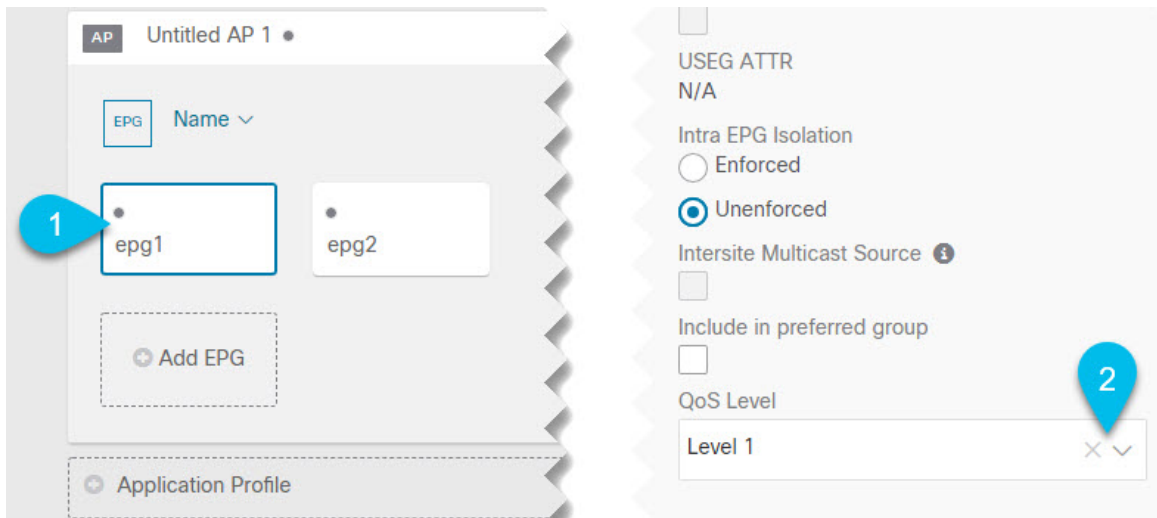 AP Untitled AP 1
EPG Name
1
epg1
epg2
Add EPG
Application Profile
USEG ATTR
N/A
Intra EPG Isolation
Enforced
Unenforced
Intersite Multicast Source i
Include in preferred group
2
QoS Level
Level 1